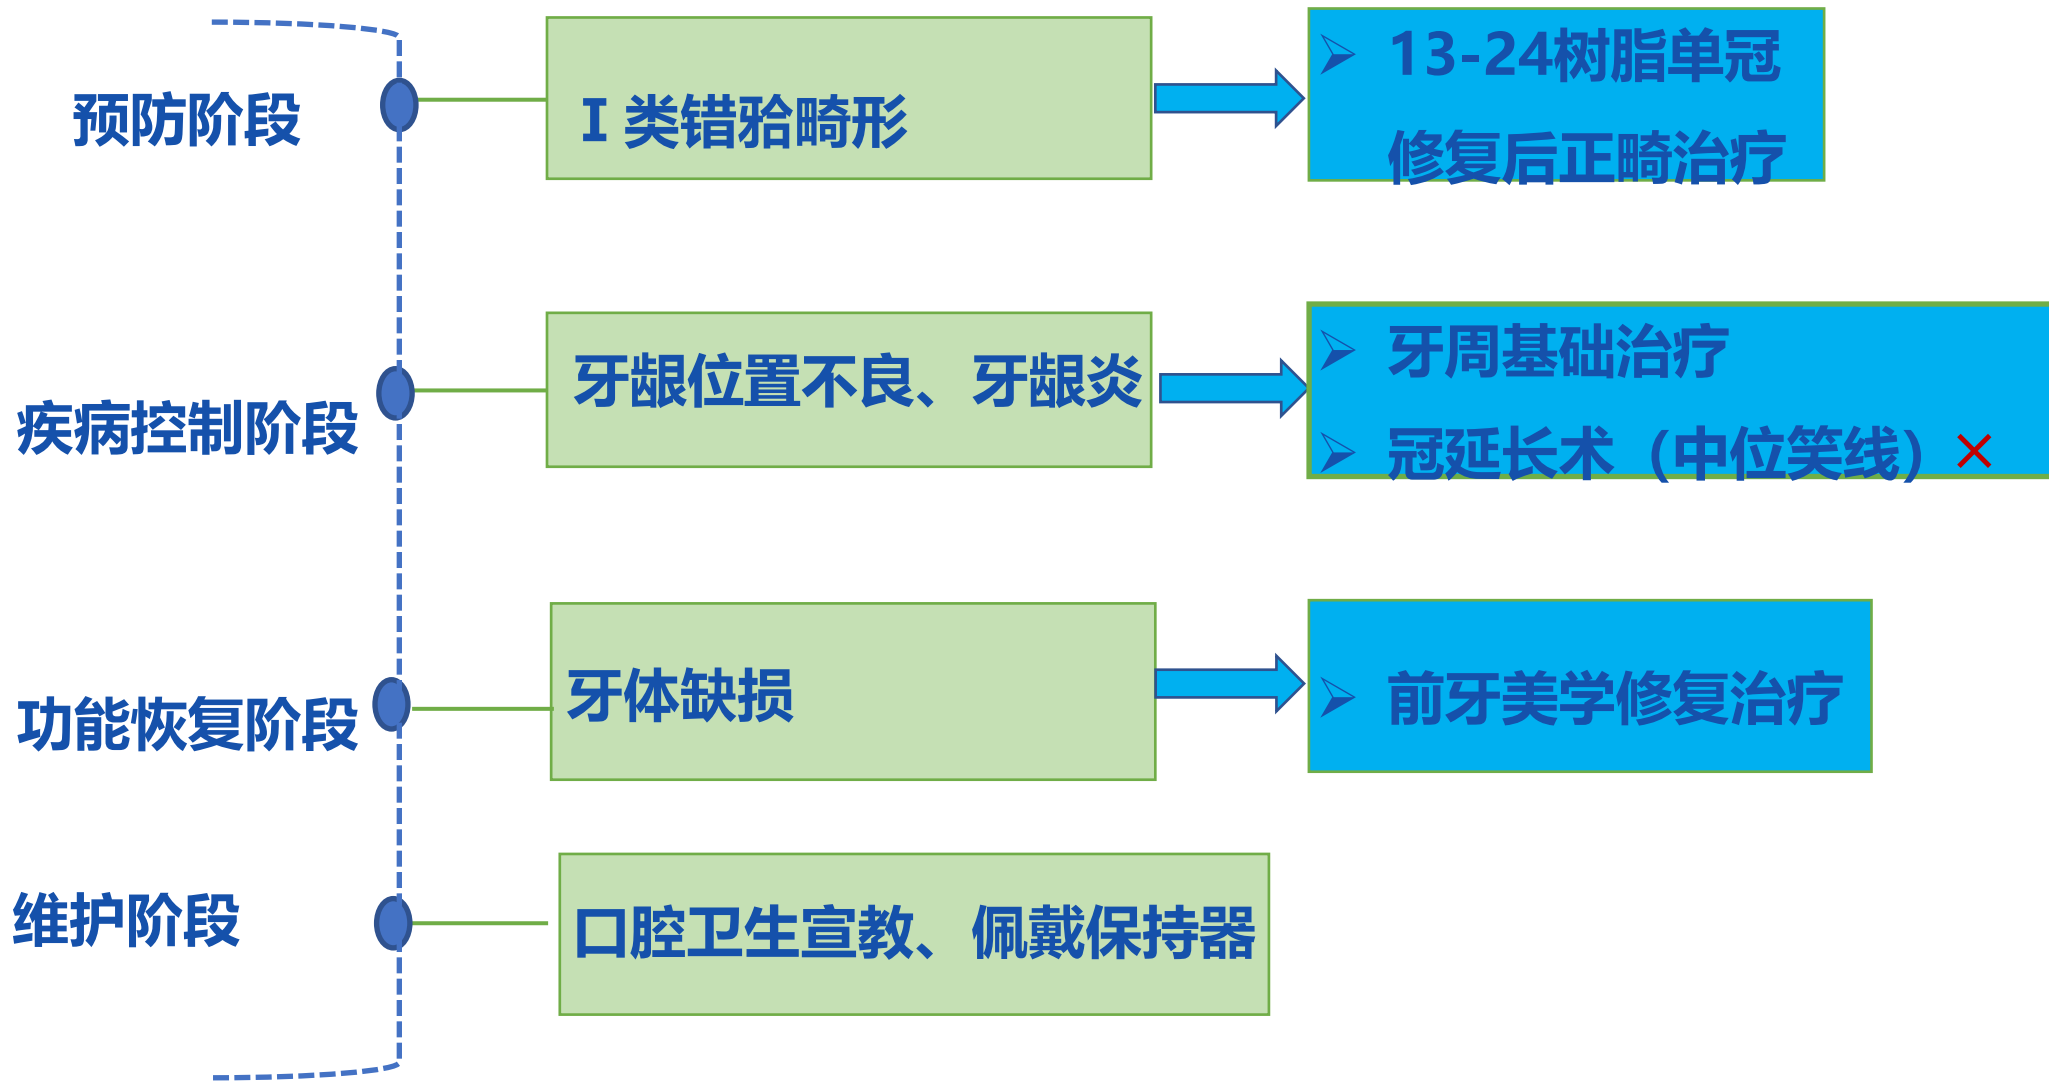 预防阶段
I 类错𬌗畸形
13-24树脂单冠
修复后正畸治疗
疾病控制阶段
牙龈位置不良、牙龈炎
牙周基础治疗
冠延长术（中位笑线）×
功能恢复阶段
牙体缺损
前牙美学修复治疗
维护阶段
口腔卫生宣教、佩戴保持器